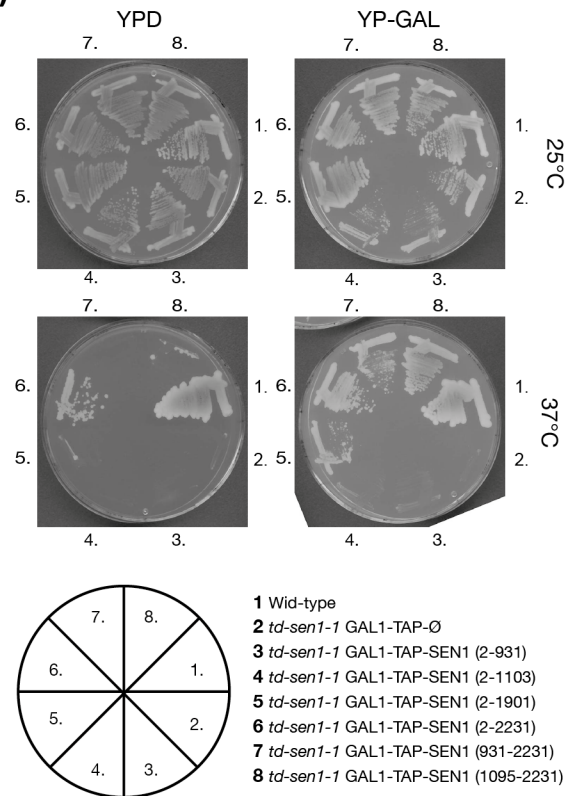 )
YPD YP-GAL
7. 8. 7. 8.
6. 1. 6. 1.
25°C
5. 2. 5. 2.
4. 3. 4. 3.
7. 8. 7. 8.
6. 1. 6. 1.
37°C
5. 2. 5. 2.
4. 3. 4. 3.
7. 8.
6. 1.
5. 2.
4. 3.
1 Wid-type
2 td-sen1-1 GAL1-TAP-Ø
3 td-sen1-1 GAL1-TAP-SEN1 (2-931)
4 td-sen1-1 GAL1-TAP-SEN1 (2-1103)
5 td-sen1-1 GAL1-TAP-SEN1 (2-1901)
6 td-sen1-1 GAL1-TAP-SEN1 (2-2231)
7 td-sen1-1 GAL1-TAP-SEN1 (931-2231)
8 td-sen1-1 GAL1-TAP-SEN1 (1095-2231)